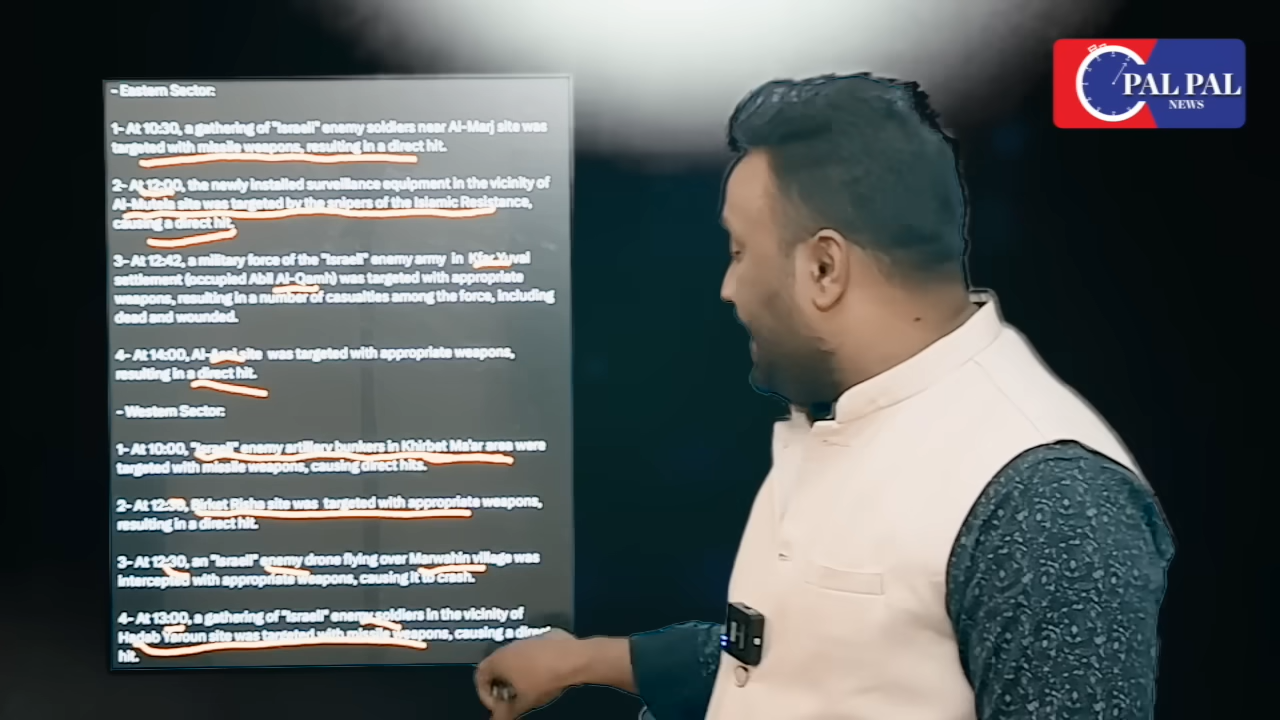 - Eastern Sector:
1- At 10:30, a gathering of "Israeli" enemy soldiers near Al-Marj site was
targeted with missile weapons, resulting in a direct hit.
2- At 12:00, the newly installed surveillance equipment in the vicinity of
site was targeted by the snipers of the Islamic Resistance,
causing a direct hit.
3- At 12:42, a military force of the "Israeli" enemy army in Kfar Yuval
settlement (occupied Abil Al-Qamh) was targeted with appropriate
weapons, resulting in a number of casualties among the force, including
dead and wounded.
4- At 14:00, site was targeted with appropriate weapons,
resulting in a direct hit.
- Western Sector:
1- At 10:00, "Israeli" enemy artillery bunkers in Khirbet Ma'ar area were
targeted with missile weapons, causing direct hits.
2- At 12:30, Birket Risha site was targeted with appropriate weapons,
resulting in a direct hit.
3- At 12:30, an "Israeli" enemy drone flying over Marwahin village was
intercepted with appropriate weapons, causing it to crash.
4- At 13:00, a gathering of "Israeli" enemy soldiers in the vicinity of
Hadab Yaroun site was targeted with missile weapons, causing a direct
hit.
PAL PAL
NEWS